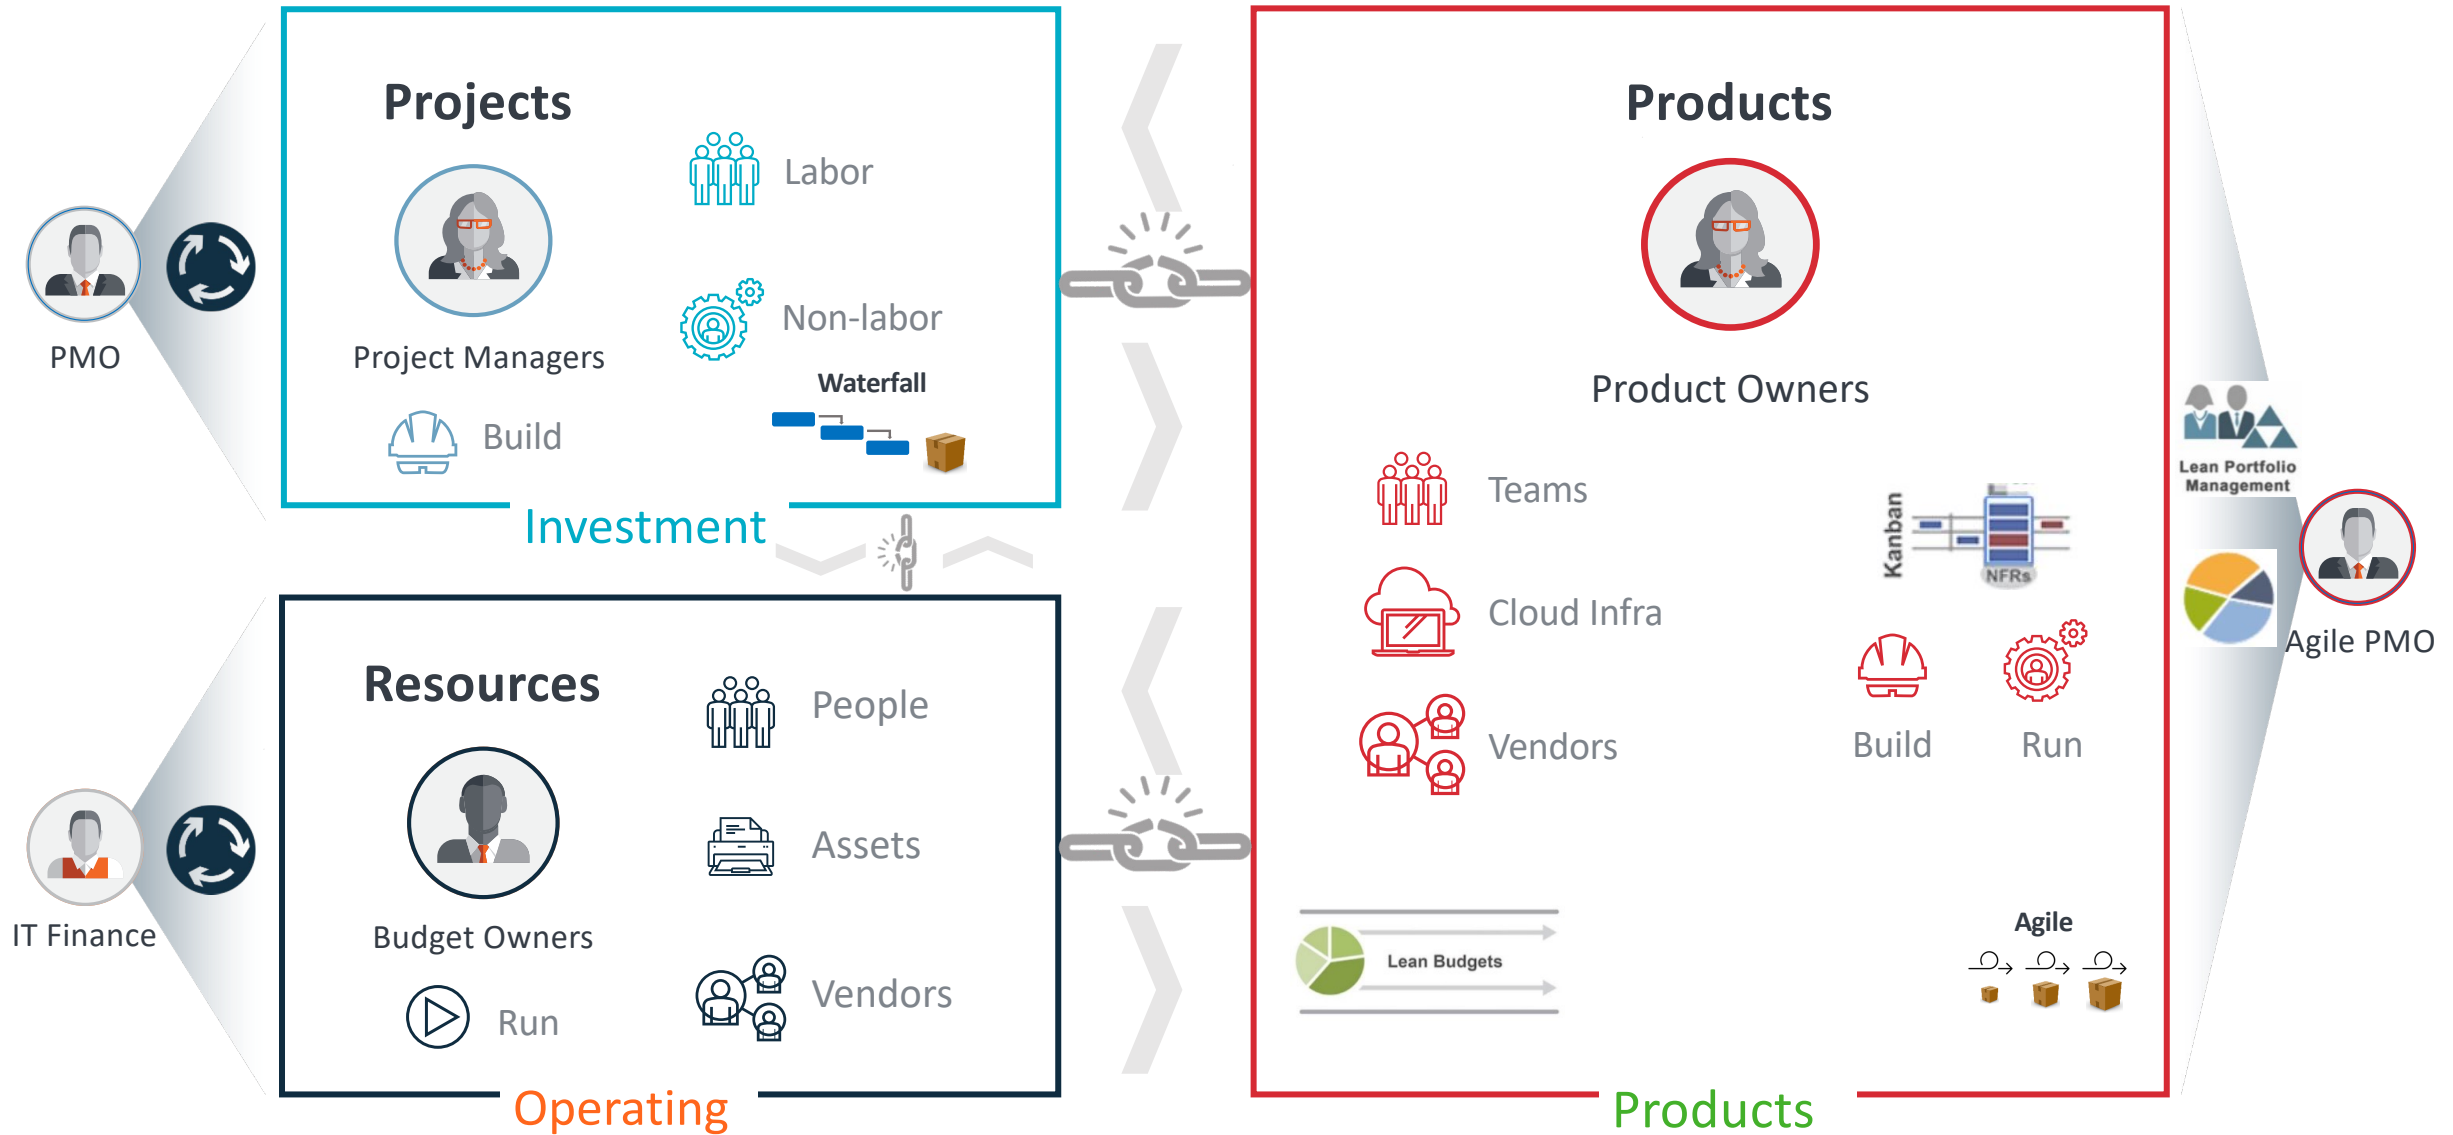 Projects
Labor
PMO
Project Managers
Non-labor
Waterfall
Build
Investment
Resources
People
Assets
IT Finance
Budget Owners
Vendors
Run
Operating
Products
Product Owners
Teams
Kanban
NFRs
Cloud Infra
Vendors
Build
Run
Lean Budgets
Agile
Products
Lean Portfolio
Management
Agile PMO